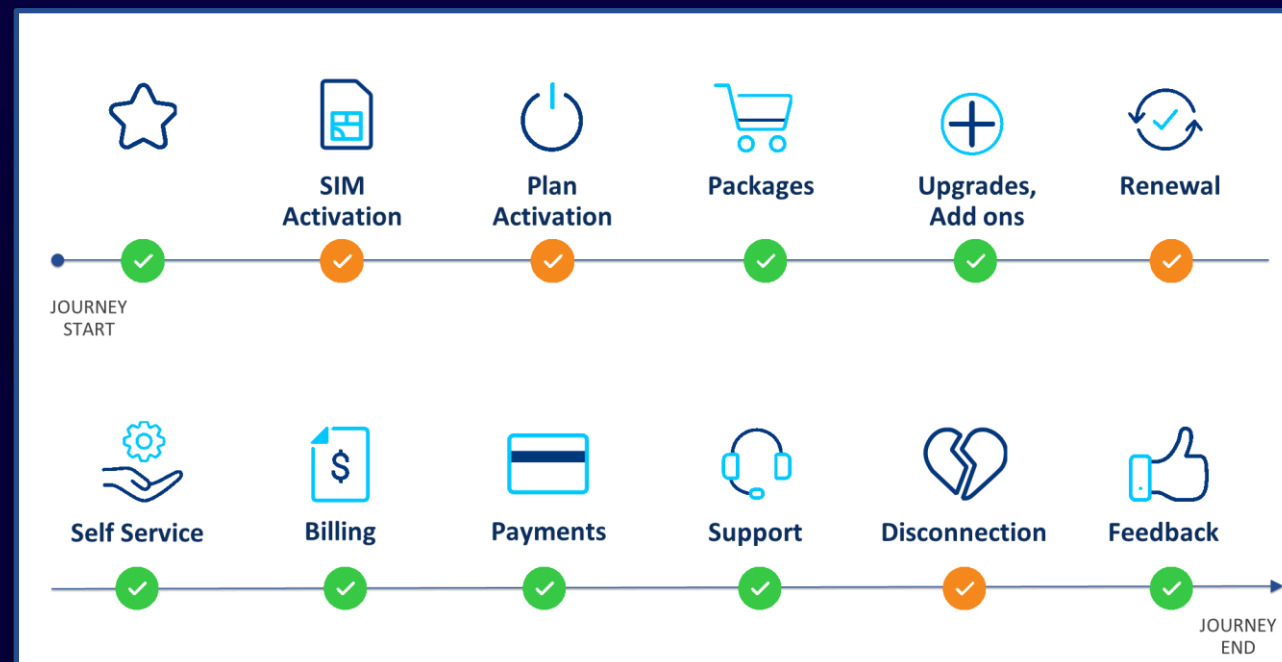 SIM
Activation
Plan
Activation
Packages
Upgrades,
Add ons
Renewal
JOURNEY
START
Self Service
Billing
$
Payments
Support
Disconnection
Feedback
JOURNEY
END